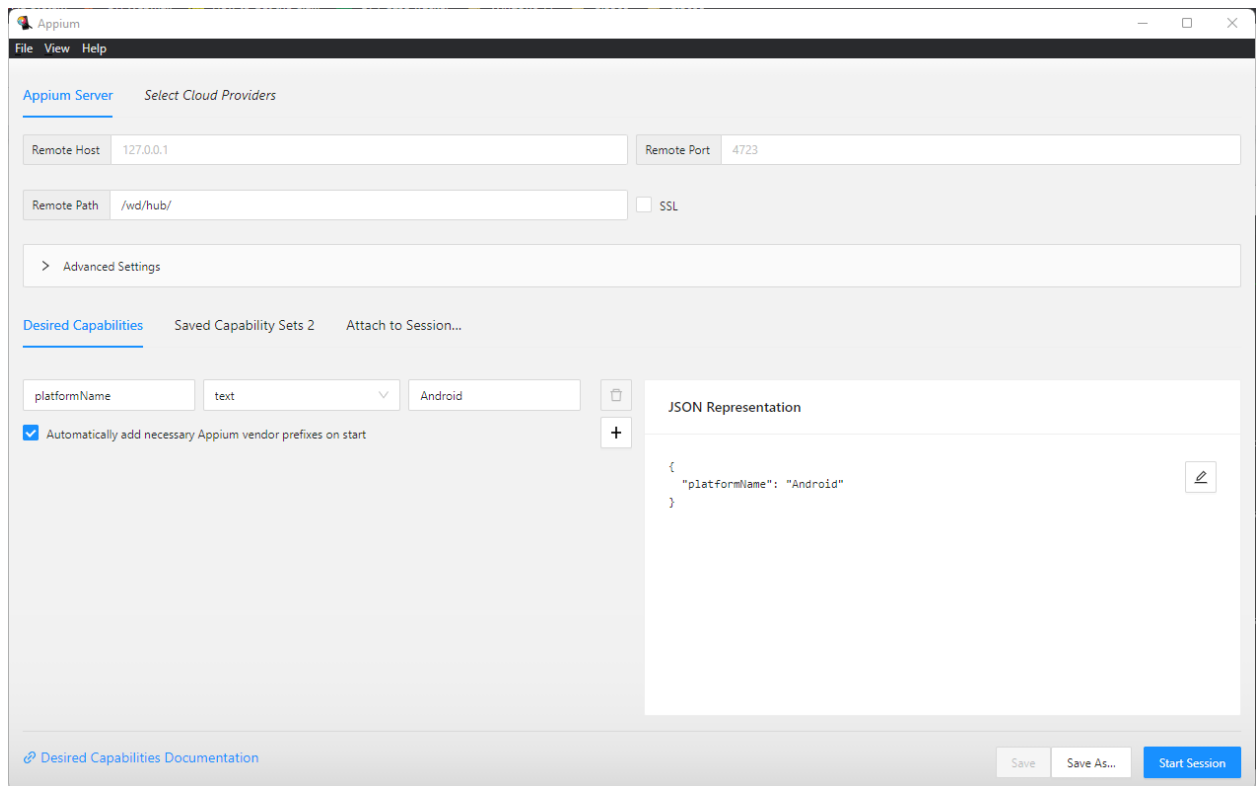 Appium
File View Help
Appium Server Select Cloud Providers
Remote Host 127.0.0.1 Remote Port 4723
Remote Path /wd/hub/ SSL
Advanced Settings
Desired Capabilities Saved Capability Sets 2 Attach to Session...
platformName text Android
Automatically add necessary Appium vendor prefixes on start
JSON Representation
{
"platformName": "Android"
}
Desired Capabilities Documentation
Save Save As... Start Session